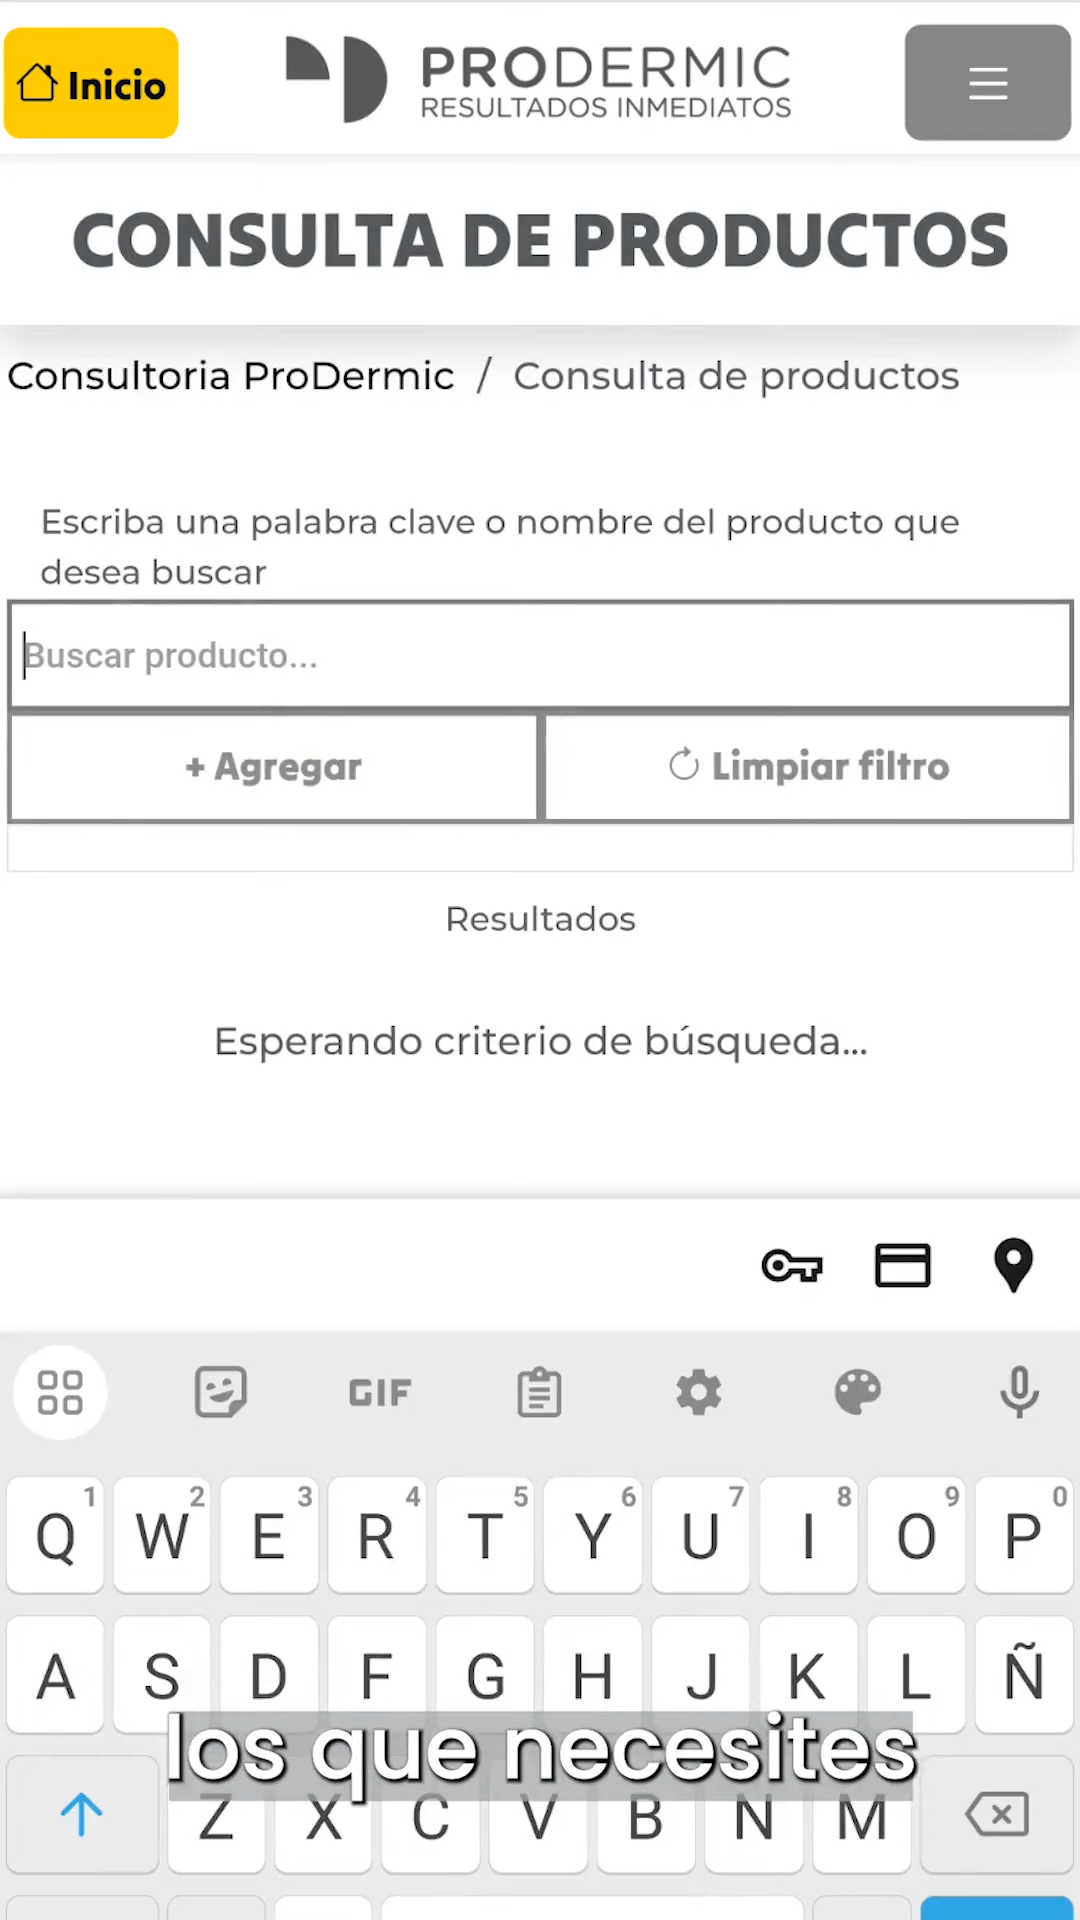 Inicio
PRODERMIC
RESULTADOS INMEDIATOS
CONSULTA DE PRODUCTOS
Consultoria ProDermic / Consulta de productos
Escriba una palabra clave o nombre del producto que
desea buscar
Buscar producto...
+ Agregar
Limpiar filtro
Resultados
Esperando criterio de búsqueda...
GIF
1 2 3 4 5 6 7 8 9 0
Q W E R T Y U I O P
A S D F G H J K L Ñ
los que necesites
Z X C V B N M